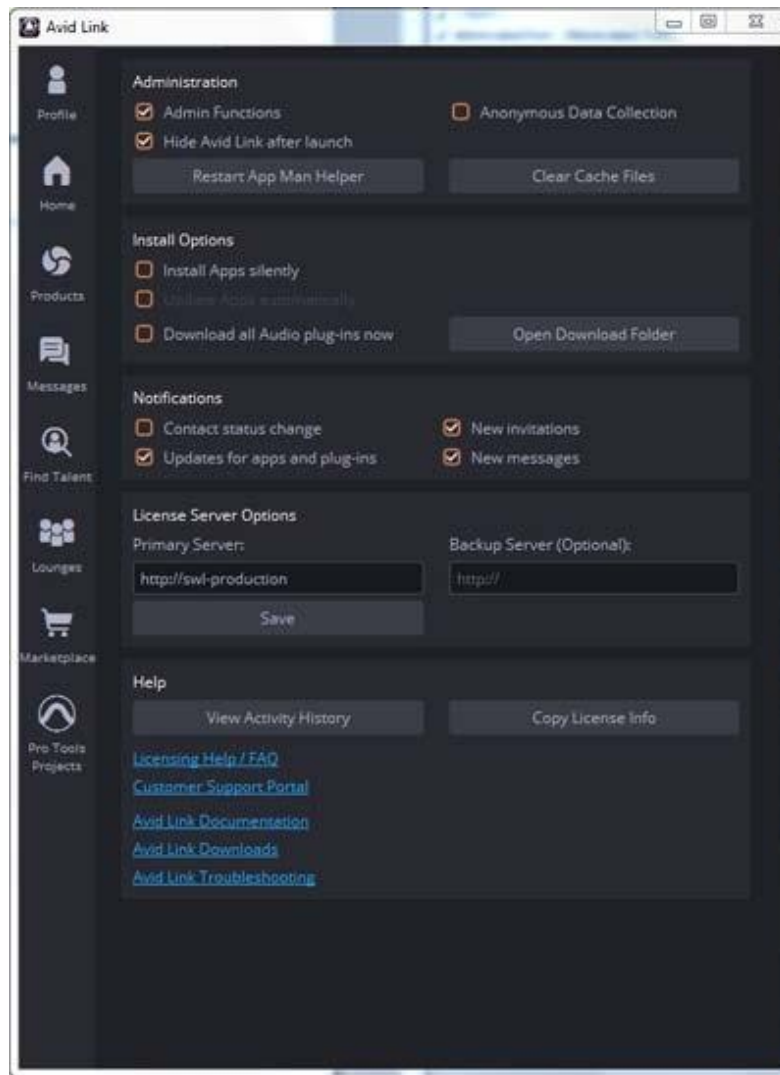 Avid Link
Profile
Home
Products
Messages
Find Talent
Lounges
Marketplace
Pro Tools
Projects
Administration
Admin Functions
Anonymous Data Collection
Hide Avid Link after launch
Restart App Man Helper
Clear Cache Files
Install Options
Install Apps silently
Update Apps automatically
Download all Audio plug-ins now
Open Download Folder
Notifications
Contact status change
New invitations
Updates for apps and plug-ins
New messages
License Server Options
Primary Server:
Backup Server (Optional):
http://swl-production
http://
Save
Help
View Activity History
Copy License Info
Licensing Help / FAQ
Customer Support Portal
Avid Link Documentation
Avid Link Downloads
Avid Link Troubleshooting